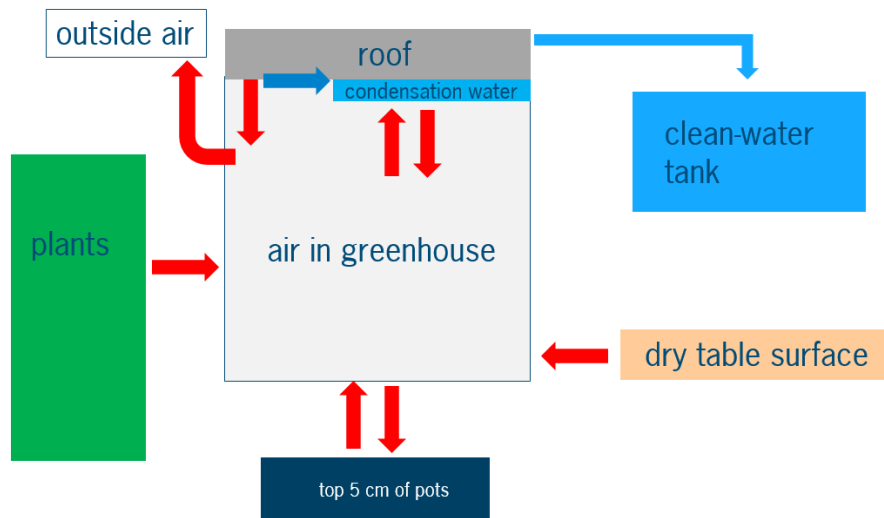 outside air
roof
condensation water
clean-water
tank
plants
air in greenhouse
dry table surface
top 5 cm of pots